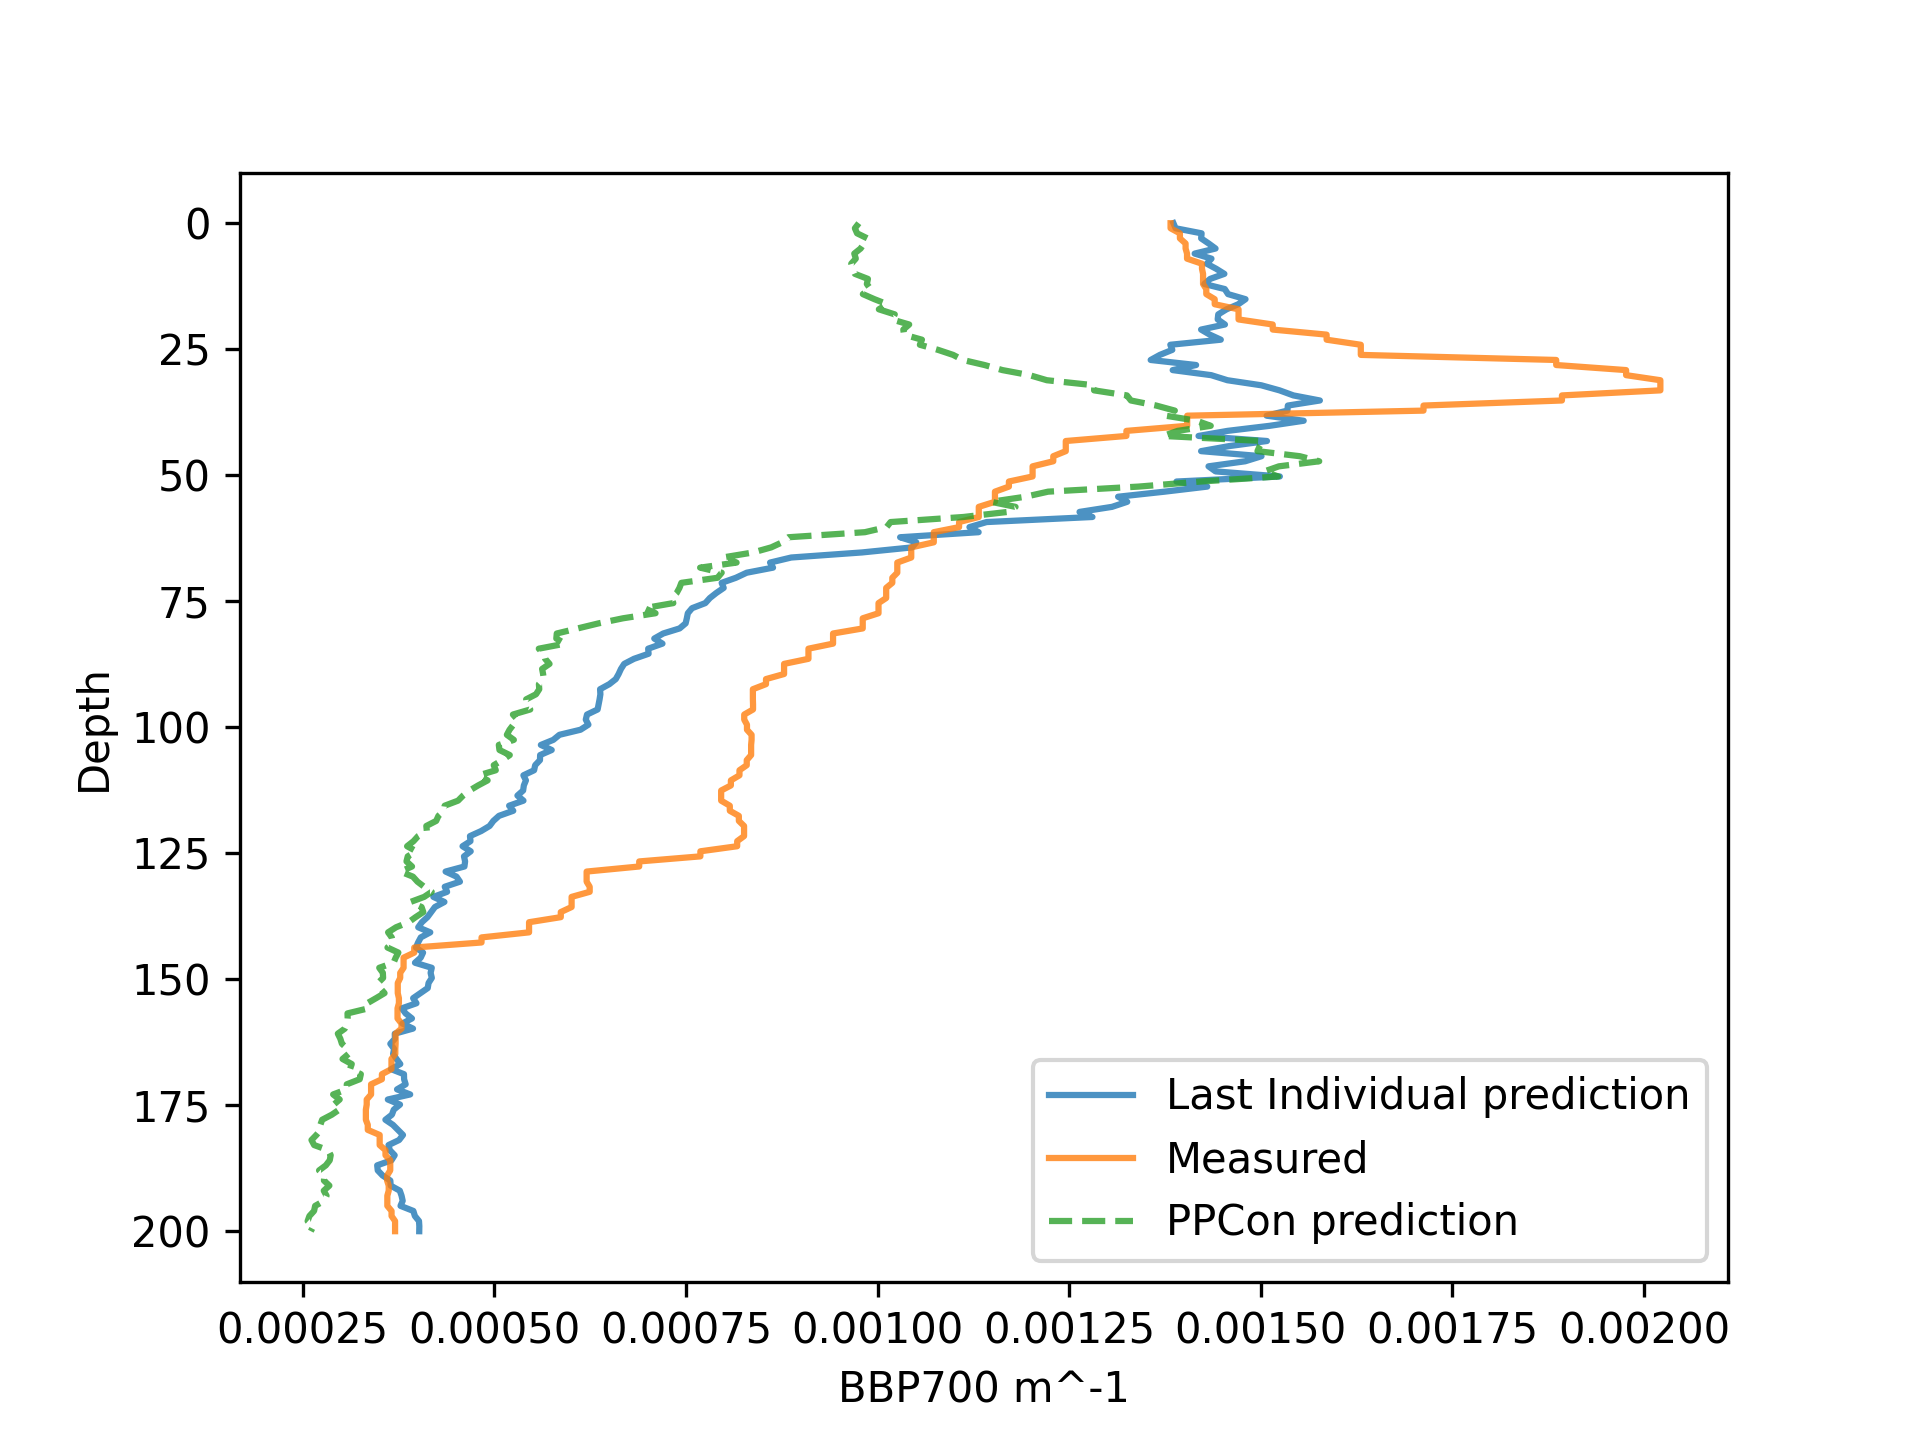 0
25
50
75
100
125
150
175
200
Depth
0.00025 0.00050 0.00075 0.00100 0.00125 0.00150 0.00175 0.00200
BBP700 m^-1
Last Individual prediction
Measured
PPCon prediction